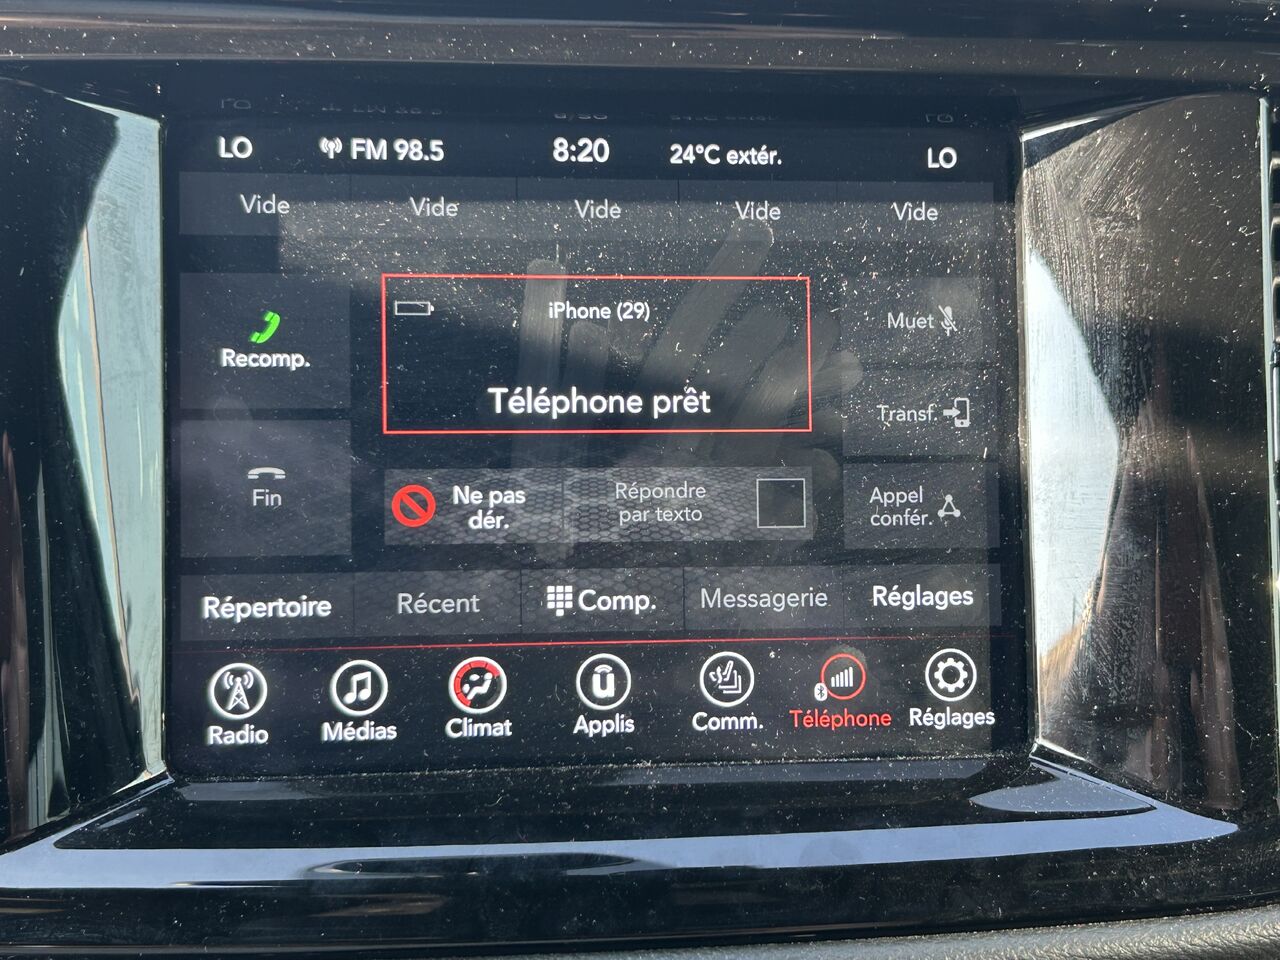 LO FM 98.5 8:20 24°C extér. LO
Vide Vide Vide Vide Vide
iPhone (29)
Téléphone prêt
Recomp.
Fin
Muet
Transf.
Appel
confér.
Ne pas
dér.
Répondre
par texto
Répertoire Récent Comp. Messagerie Réglages
Radio Médias Climat Applis Comm. Téléphone Réglages